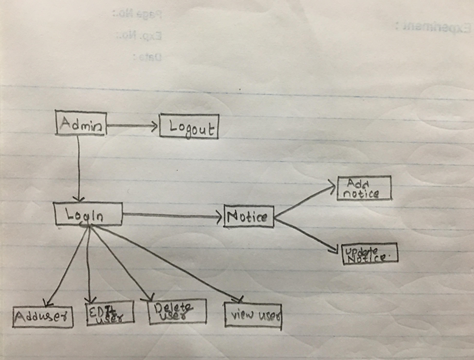 Page No.:
Experiment:
Exp. No.:
Date:
Admin
Logout
Login
Notice
Add
notice
update
Notice
Adduser
EDIt
user
Delete
user
view user